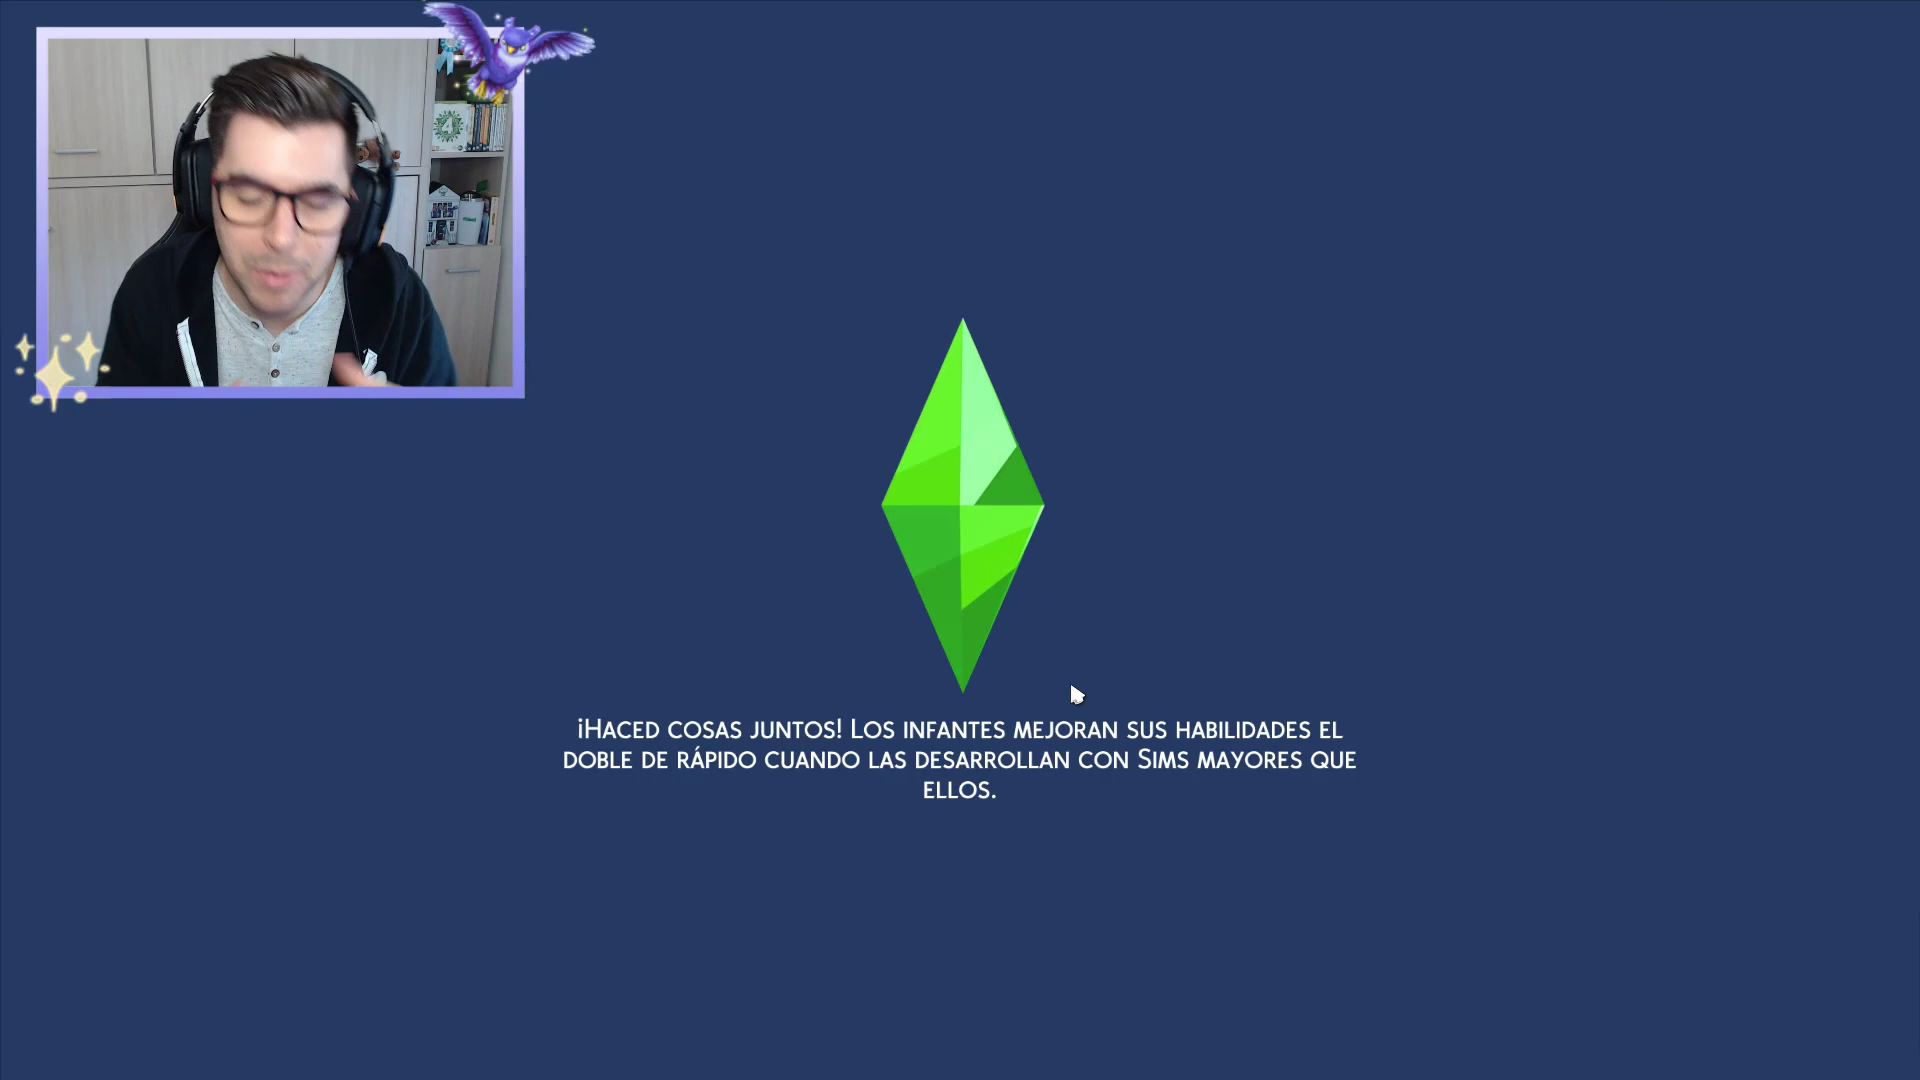 ¡Haced cosas juntos! Los infantes mejoran sus habilidades el
doble de rápido cuando las desarrollan con Sims mayores que
ellos.
4